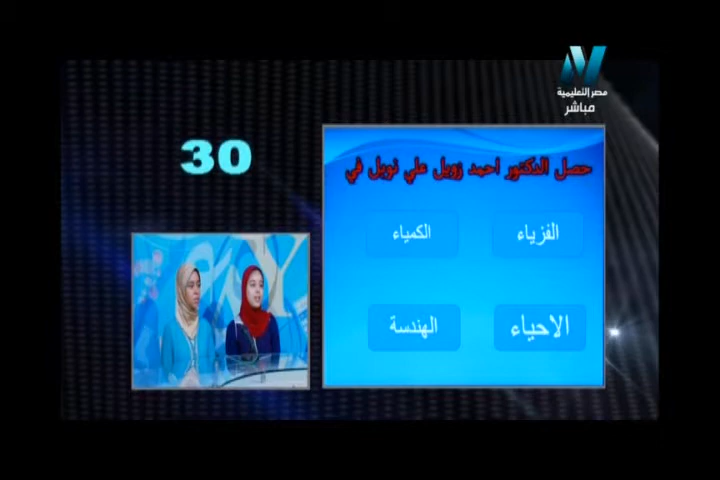 مصر التعليمية
مباشر
30
حصل الدكتور احمد زويل علي نوبل في
الفزياء
الكمياء
الاحياء
الهندسة